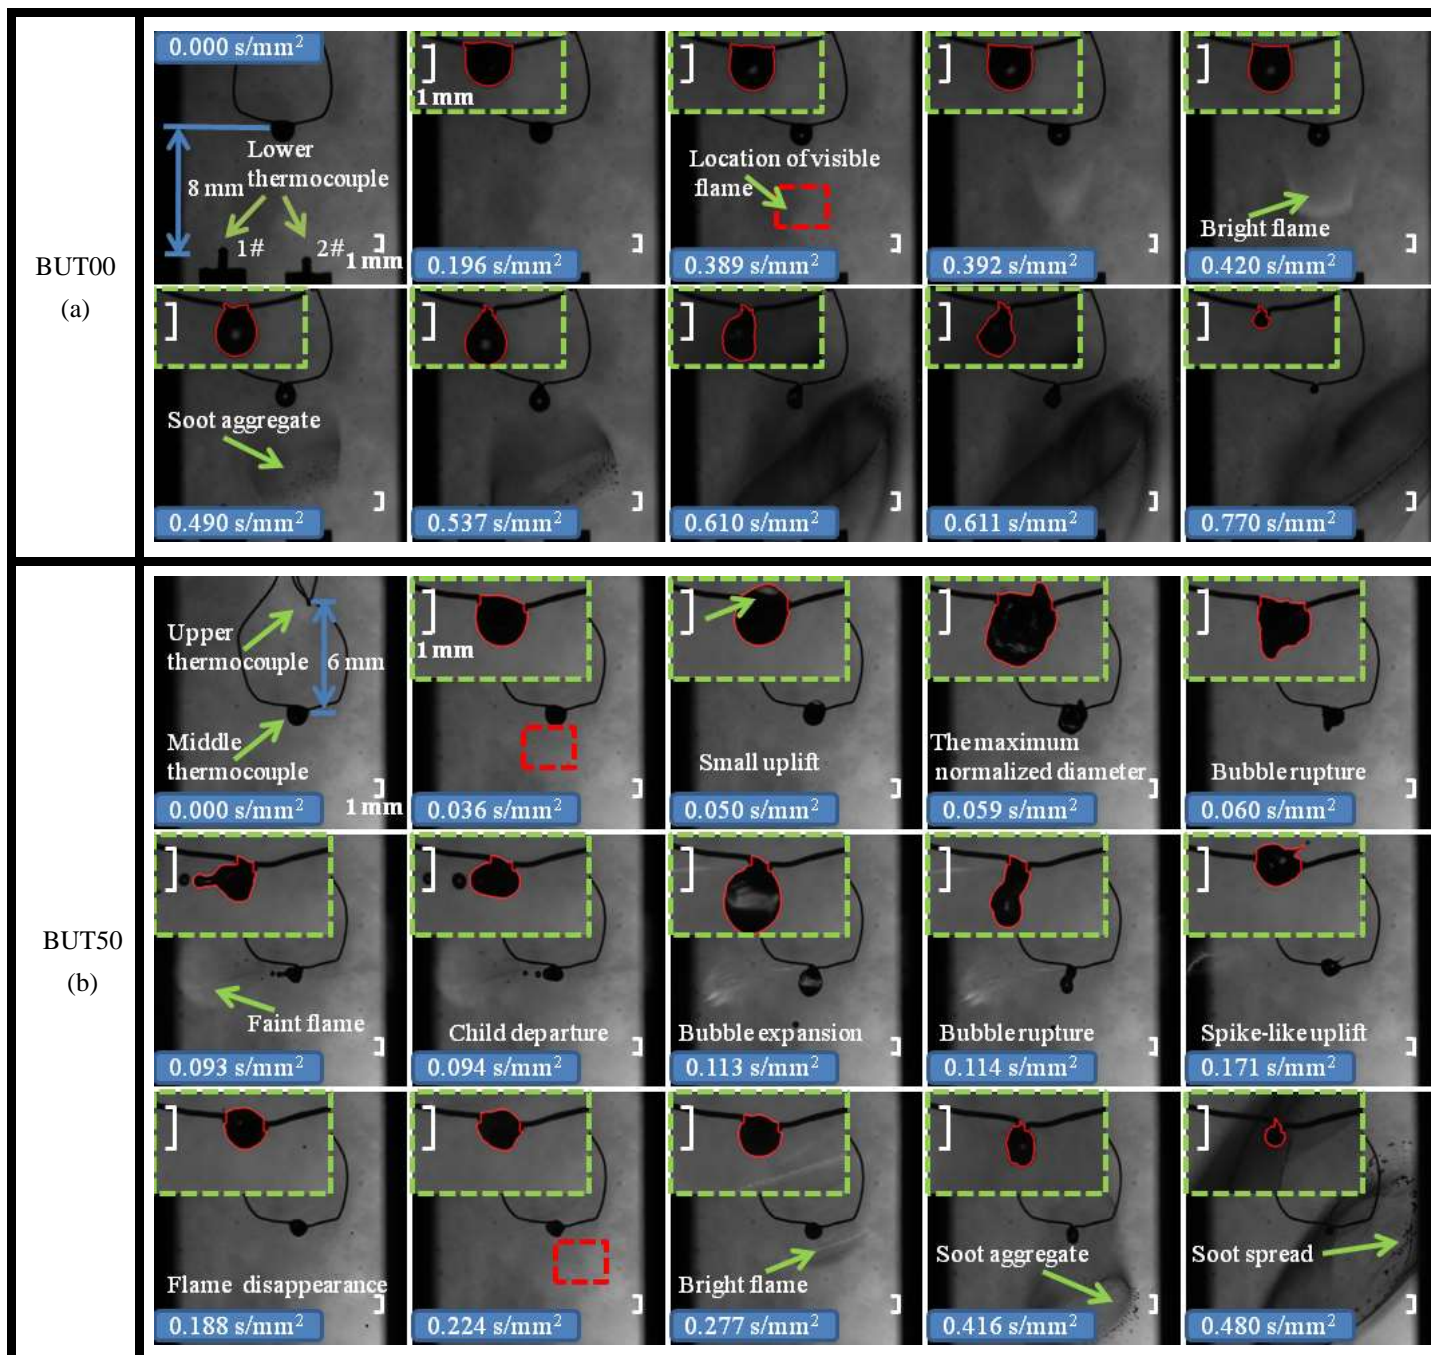 BUT00
(a)
0.000 s/mm²
Lower
thermocouple
8 mm
1#
2#
1 mm
1 mm
0.196 s/mm²
Location of visible
flame
0.389 s/mm²
0.392 s/mm²
Bright flame
0.420 s/mm²
Soot aggregate
0.490 s/mm²
0.537 s/mm²
0.610 s/mm²
0.611 s/mm²
0.770 s/mm²
BUT50
(b)
Upper
thermocouple
6 mm
Middle
thermocouple
1 mm
0.000 s/mm²
1 mm
0.036 s/mm²
Small uplift
0.050 s/mm²
The maximum
normalized diameter
0.059 s/mm²
Bubble rupture
0.060 s/mm²
Faint flame
0.093 s/mm²
Child departure
0.094 s/mm²
Bubble expansion
0.113 s/mm²
Bubble rupture
0.114 s/mm²
Spike-like uplift
0.171 s/mm²
Flame disappearance
0.188 s/mm²
0.224 s/mm²
Bright flame
0.277 s/mm²
Soot aggregate
0.416 s/mm²
Soot spread
0.480 s/mm²